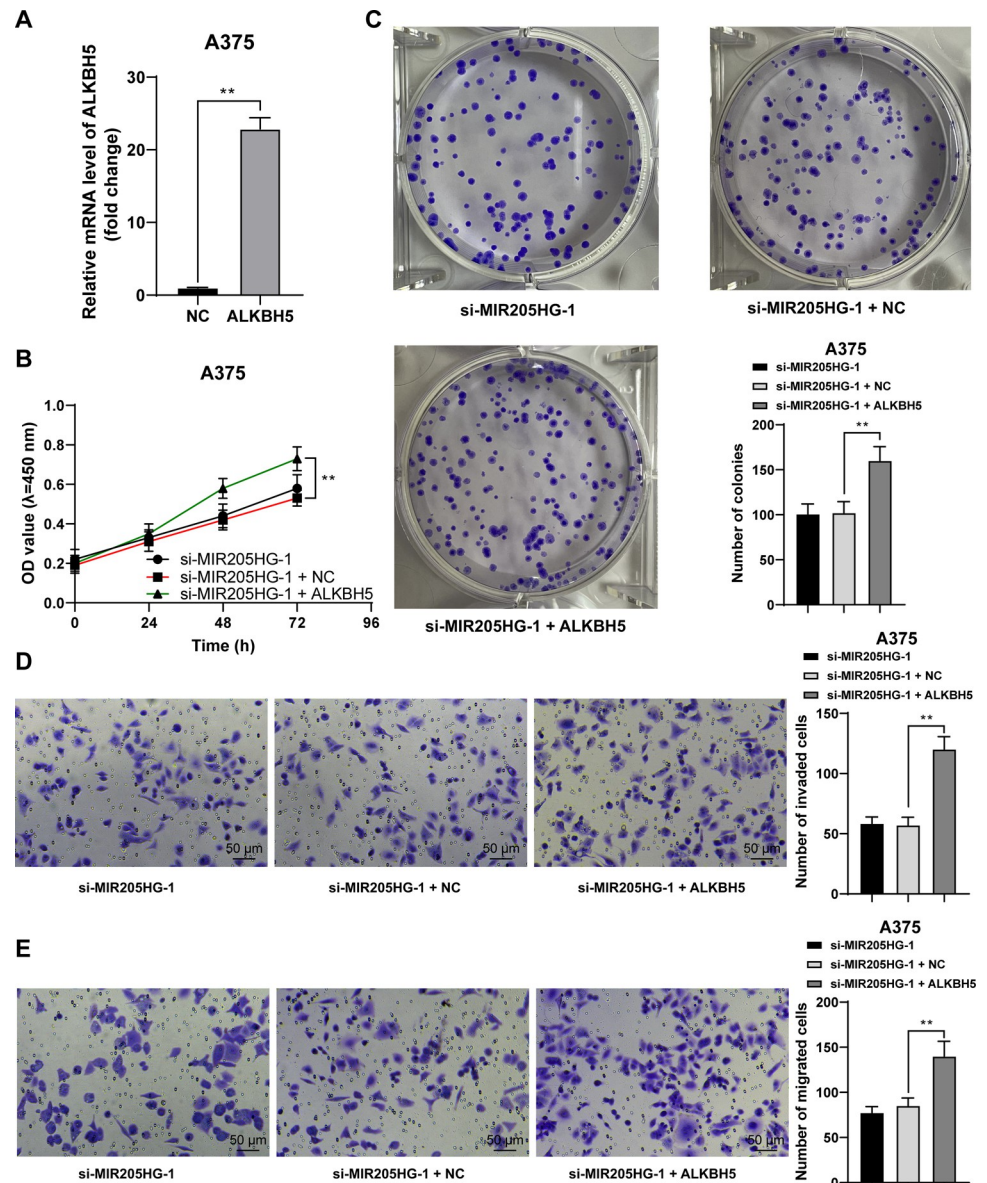 A
A375
Relative mRNA level of ALKBH5
(fold change)
30
20
10
0
**
NC
ALKBH5
C
si-MIR205HG-1
si-MIR205HG-1 + NC
si-MIR205HG-1 + ALKBH5
A375
si-MIR205HG-1
si-MIR205HG-1 + NC
si-MIR205HG-1 + ALKBH5
Number of colonies
200
150
100
50
0
**
B
A375
OD value (λ=450 nm)
1.0
0.8
0.6
0.4
0.2
0.0
**
si-MIR205HG-1
si-MIR205HG-1 + NC
si-MIR205HG-1 + ALKBH5
0
24
48
72
96
Time (h)
D
50 μm
50 μm
50 μm
si-MIR205HG-1
si-MIR205HG-1 + NC
si-MIR205HG-1 + ALKBH5
A375
si-MIR205HG-1
si-MIR205HG-1 + NC
si-MIR205HG-1 + ALKBH5
Number of invaded cells
150
100
50
0
**
E
50 μm
50 μm
50 μm
si-MIR205HG-1
si-MIR205HG-1 + NC
si-MIR205HG-1 + ALKBH5
A375
si-MIR205HG-1
si-MIR205HG-1 + NC
si-MIR205HG-1 + ALKBH5
Number of migrated cells
200
150
100
50
0
**